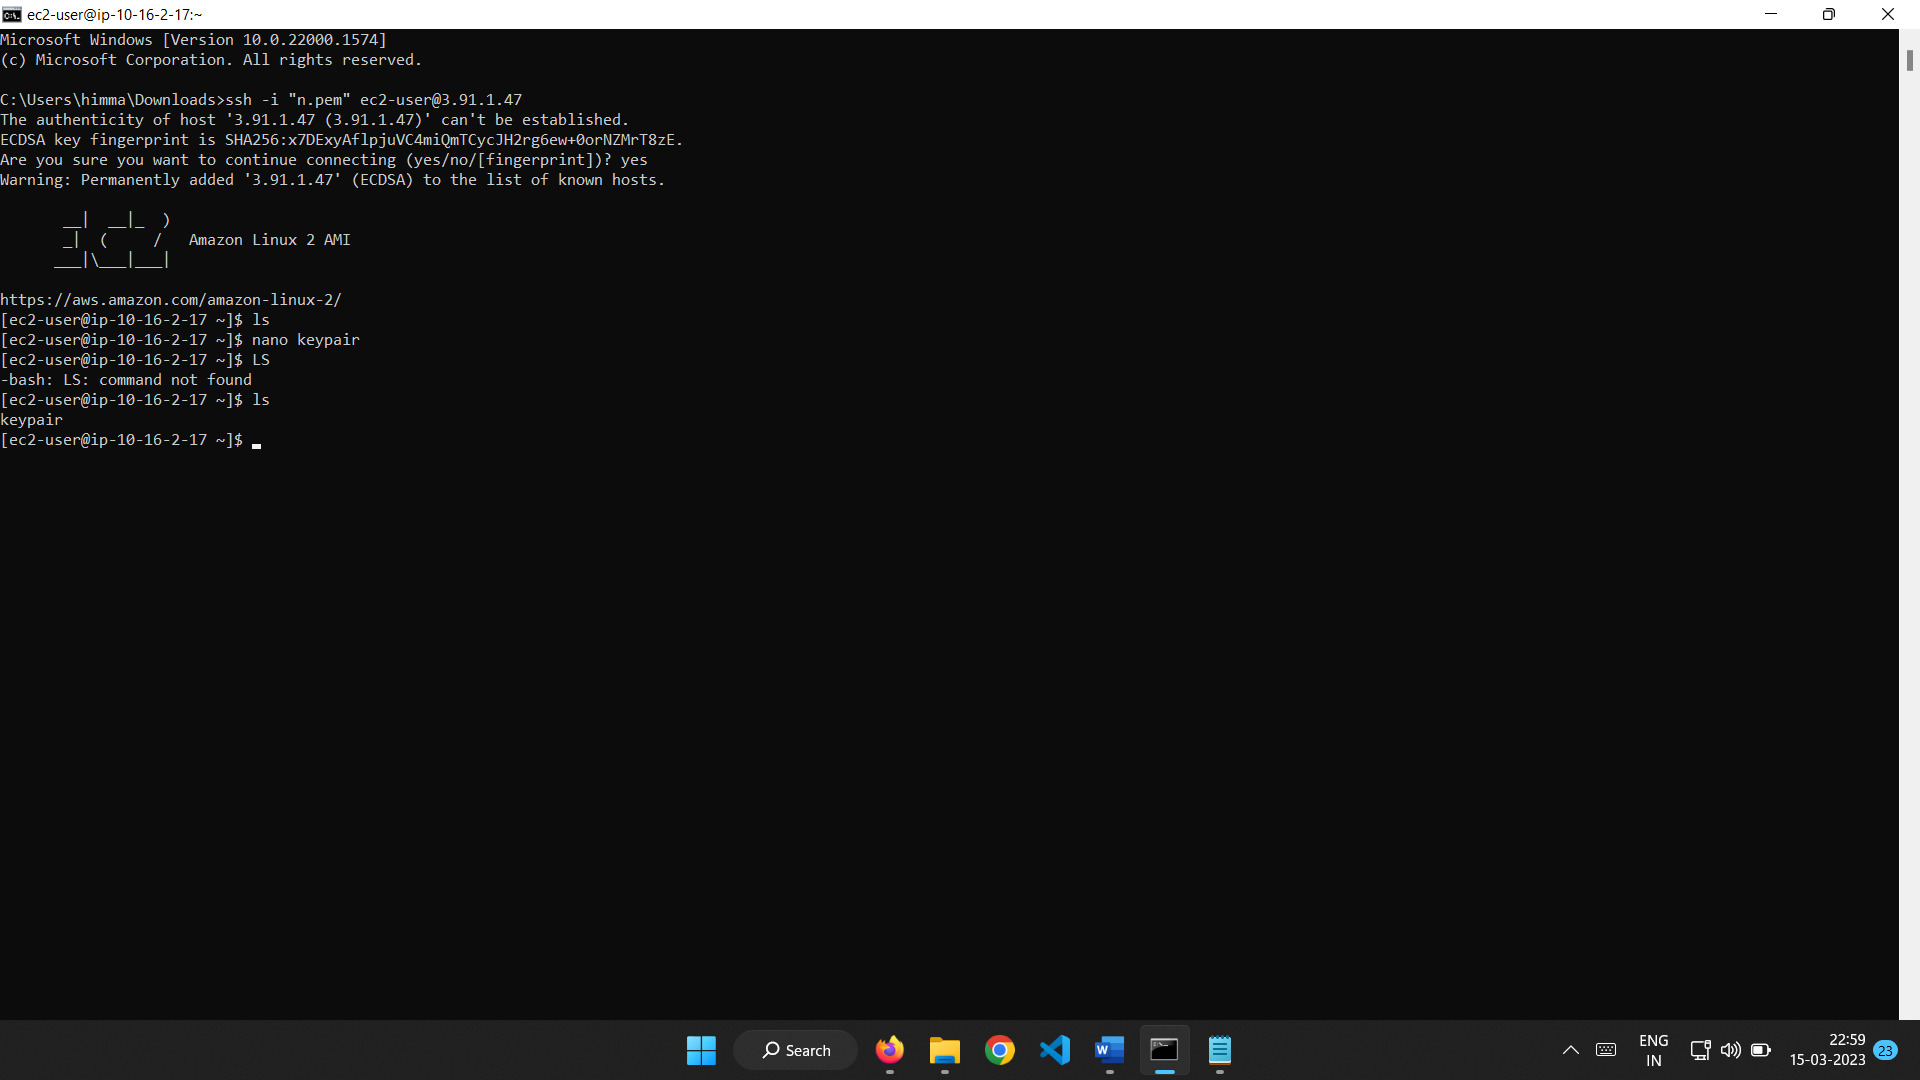 ec2-user@ip-10-16-2-17:~
Microsoft Windows [Version 10.0.22000.1574]
(c) Microsoft Corporation. All rights reserved.
C:\Users\himma\Downloads>ssh -i "n.pem" ec2-user@3.91.1.47
The authenticity of host '3.91.1.47 (3.91.1.47)' can't be established.
ECDSA key fingerprint is SHA256:x7DExyAflpjuVC4miQmTCycJH2rg6ew+0orNZMrT8zE.
Are you sure you want to continue connecting (yes/no/[fingerprint])? yes
Warning: Permanently added '3.91.1.47' (ECDSA) to the list of known hosts.
       __|  __|_  )
       _|  (     /   Amazon Linux 2 AMI
      ___|\___|___|
https://aws.amazon.com/amazon-linux-2/
[ec2-user@ip-10-16-2-17 ~]$ ls
[ec2-user@ip-10-16-2-17 ~]$ nano keypair
[ec2-user@ip-10-16-2-17 ~]$ LS
-bash: LS: command not found
[ec2-user@ip-10-16-2-17 ~]$ ls
keypair
[ec2-user@ip-10-16-2-17 ~]$
Search
ENG
IN
22:59
15-03-2023
23